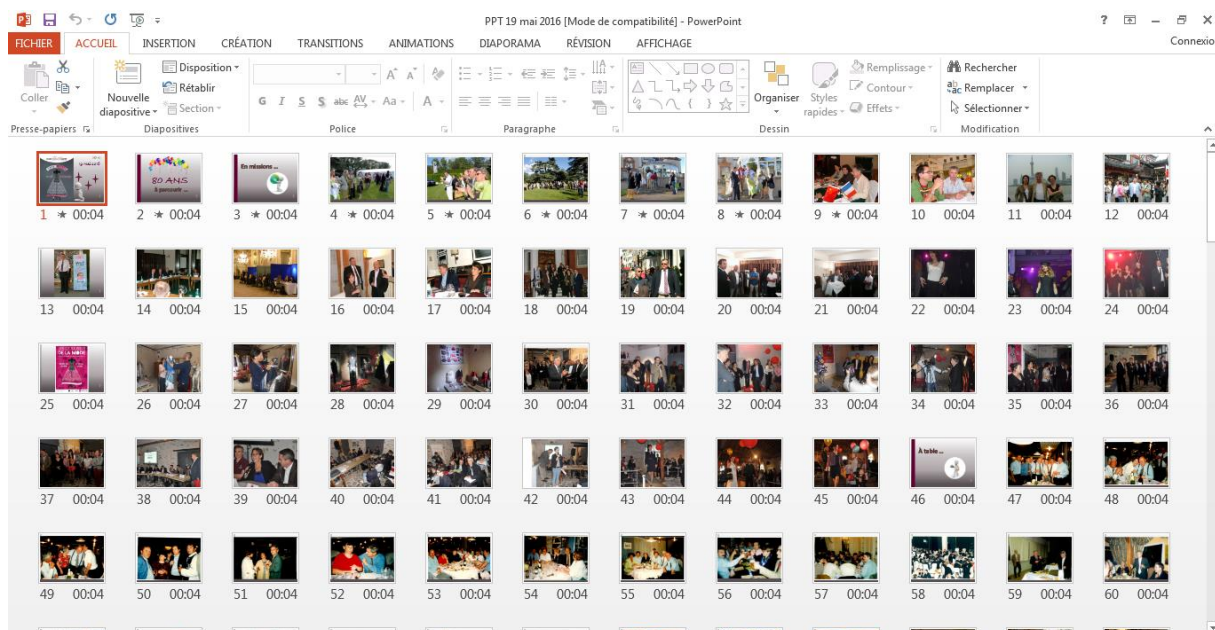 PPT 19 mai 2016 [Mode de compatibilité] - PowerPoint
FICHIER ACCUEIL INSERTION CRÉATION TRANSITIONS ANIMATIONS DIAPORAMA RÉVISION AFFICHAGE Connexio
Coller
Nouvelle diapositive
Disposition
Rétablir
Section
G I S S abc AV Aa A
Organiser
Styles rapides
Remplissage
Contour
Effets
Rechercher
Remplacer
Sélectionner
Presse-papiers Diapositives Police Paragraphe Dessin Modification
80 ANS
à parcourir ...
En missions ...
1 00:04 2 00:04 3 00:04 4 00:04 5 00:04 6 00:04 7 00:04 8 00:04 9 00:04 10 00:04 11 00:04 12 00:04
13 00:04 14 00:04 15 00:04 16 00:04 17 00:04 18 00:04 19 00:04 20 00:04 21 00:04 22 00:04 23 00:04 24 00:04
DE LA MODE
25 00:04 26 00:04 27 00:04 28 00:04 29 00:04 30 00:04 31 00:04 32 00:04 33 00:04 34 00:04 35 00:04 36 00:04
À table ...
37 00:04 38 00:04 39 00:04 40 00:04 41 00:04 42 00:04 43 00:04 44 00:04 45 00:04 46 00:04 47 00:04 48 00:04
49 00:04 50 00:04 51 00:04 52 00:04 53 00:04 54 00:04 55 00:04 56 00:04 57 00:04 58 00:04 59 00:04 60 00:04